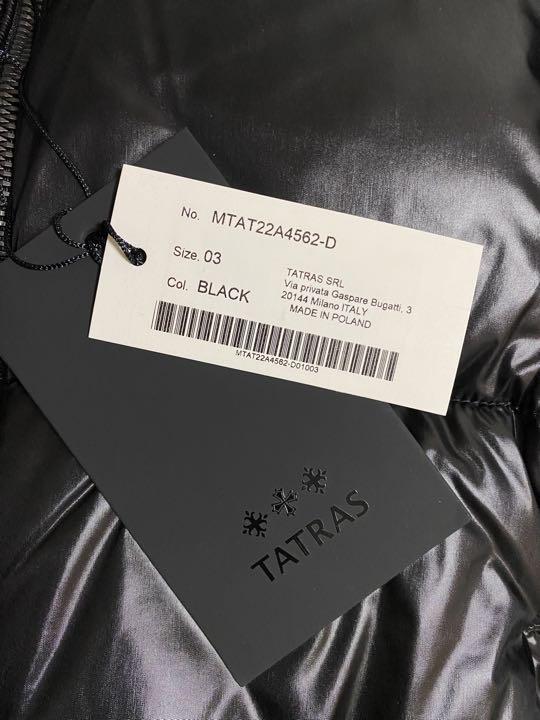 No. MTAT22A4562-D
Size. 03
Col. BLACK
TATRAS SRL
Via privata Gaspare Bugatti, 3
20144 Milano ITALY
MADE IN POLAND
MTAT22A4562-D01003
TATRAS